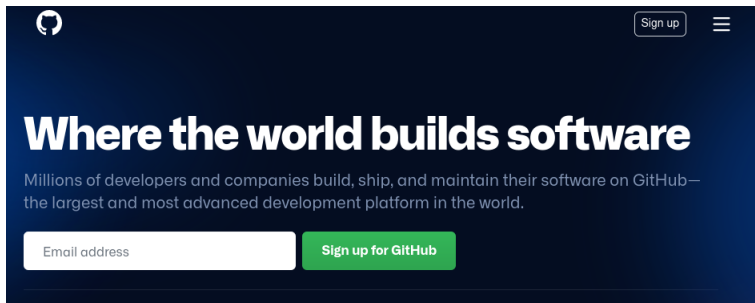 Sign up
Where the world builds software
Millions of developers and companies build, ship, and maintain their software on GitHub—
the largest and most advanced development platform in the world.
Email address
Sign up for GitHub